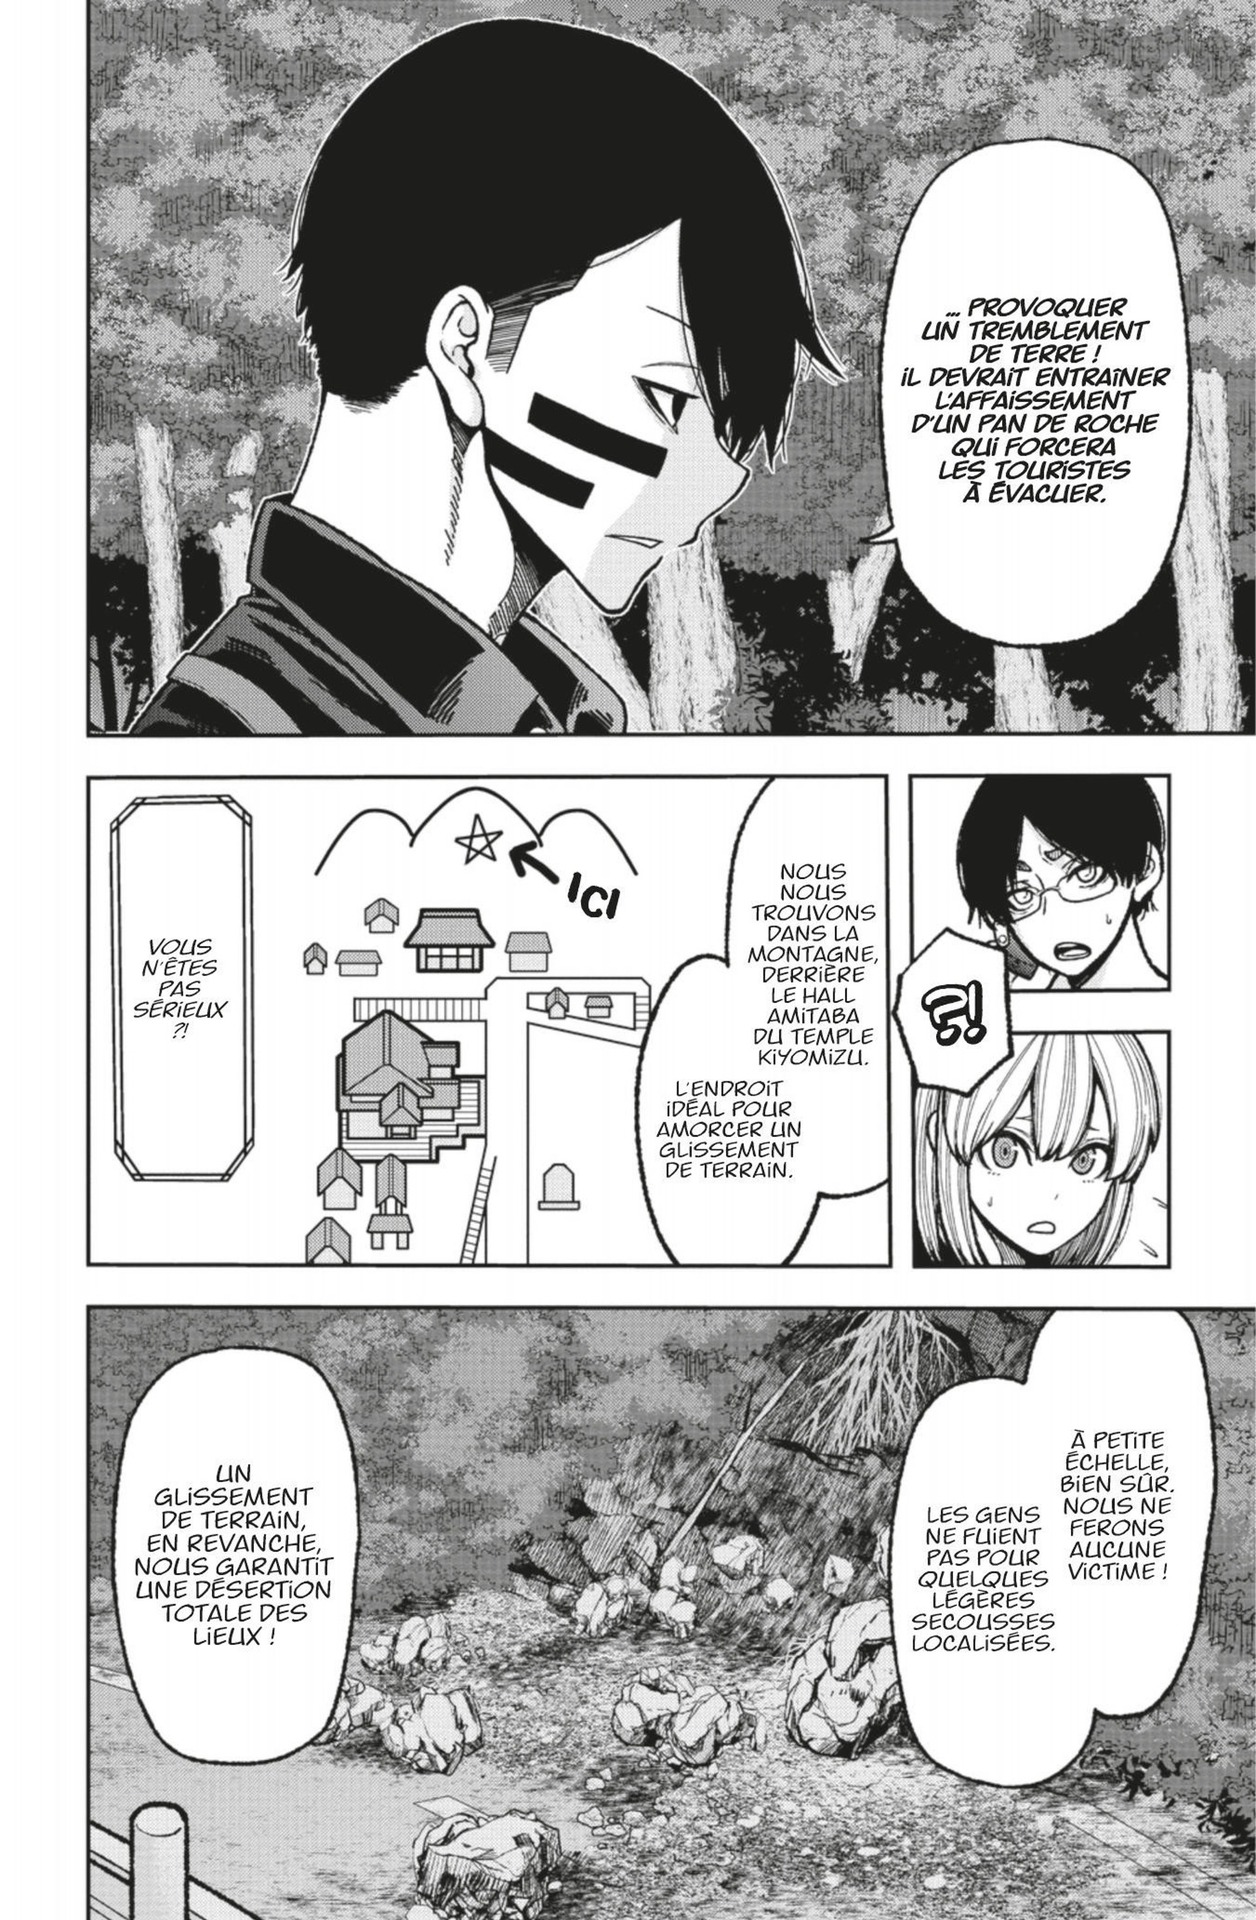 ... PROVOQUER
UN TREMBLEMENT
DE TERRE !
IL DEVRAIT ENTRAÎNER
L'AFFAISSEMENT
D'UN PAN DE ROCHE
QUI FORCERA
LES TOURISTES
À ÉVACUER.
?!
NOUS
NOUS
TROUVONS
DANS LA
MONTAGNE,
DERRIÈRE
LE HALL
AMITABA
DU TEMPLE
KIYOMIZU.
L'ENDROIT
IDÉAL POUR
AMORCER UN
GLISSEMENT
DE TERRAIN.
ICI
VOUS
N'ÊTES
PAS
SÉRIEUX
?!
À PETITE
ÉCHELLE,
BIEN SÛR.
NOUS NE
FERONS
AUCUNE
VICTIME !
LES GENS
NE FUIENT
PAS POUR
QUELQUES
LÉGÈRES
SECOUSSES
LOCALISÉES.
UN
GLISSEMENT
DE TERRAIN,
EN REVANCHE,
NOUS GARANTIT
UNE DÉSERTION
TOTALE DES
LIEUX !